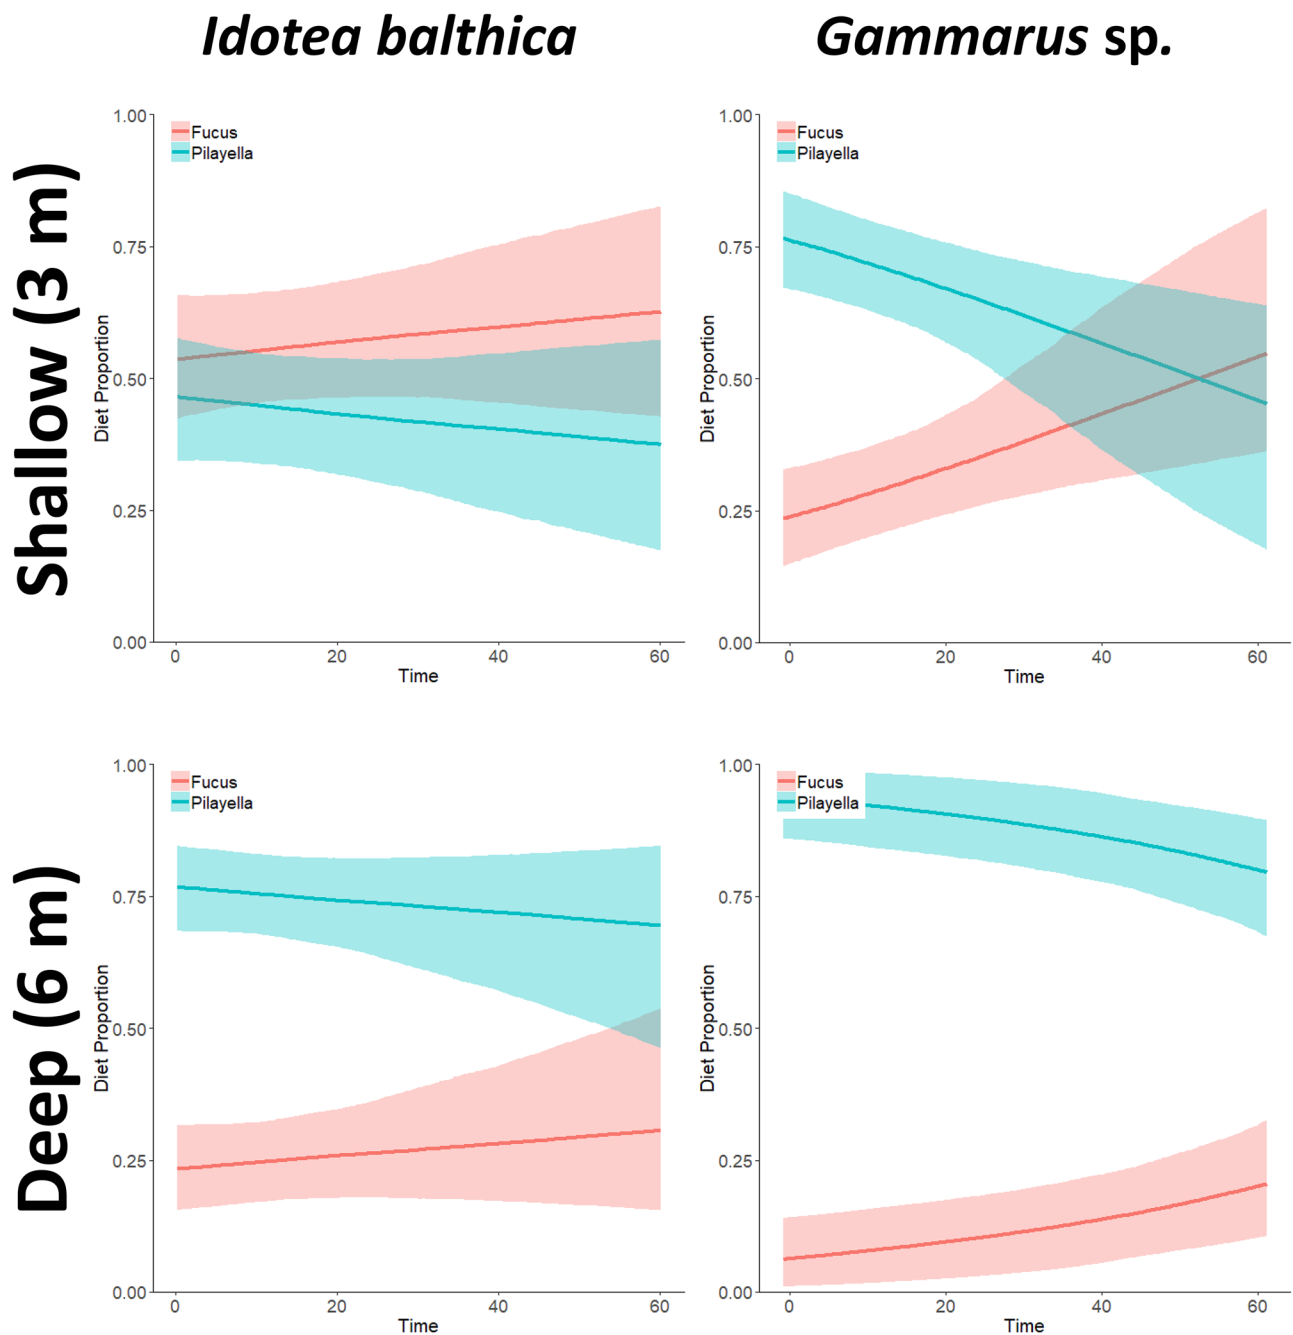 Idotea balthica
Gammarus sp.
Shallow (3 m)
Diet Proportion
1.00
0.75
0.50
0.25
0.00
Fucus
Pilayella
0 20 40 60
Time
Diet Proportion
1.00
0.75
0.50
0.25
0.00
Fucus
Pilayella
0 20 40 60
Time
Deep (6 m)
Diet Proportion
1.00
0.75
0.50
0.25
0.00
Fucus
Pilayella
0 20 40 60
Time
Diet Proportion
1.00
0.75
0.50
0.25
0.00
Fucus
Pilayella
0 20 40 60
Time